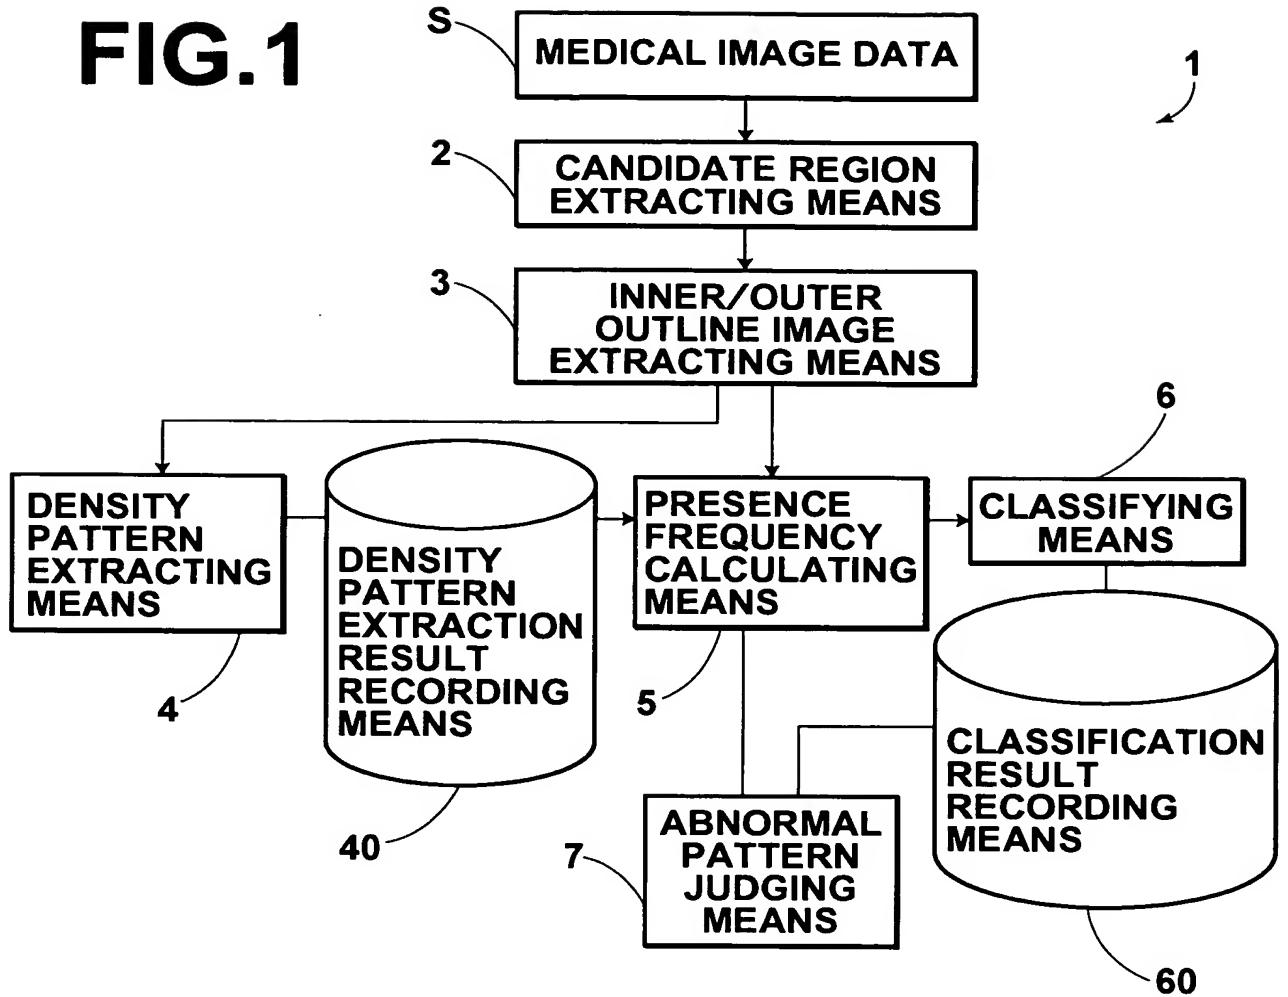 FIG.1
S
MEDICAL IMAGE DATA
1
2
CANDIDATE REGION
EXTRACTING MEANS
3
INNER/OUTER
OUTLINE IMAGE
EXTRACTING MEANS
6
DENSITY
PATTERN
EXTRACTING
MEANS
4
DENSITY
PATTERN
EXTRACTION
RESULT
RECORDING
MEANS
40
PRESENCE
FREQUENCY
CALCULATING
MEANS
5
CLASSIFYING
MEANS
CLASSIFICATION
RESULT
RECORDING
MEANS
60
7
ABNORMAL
PATTERN
JUDGING
MEANS